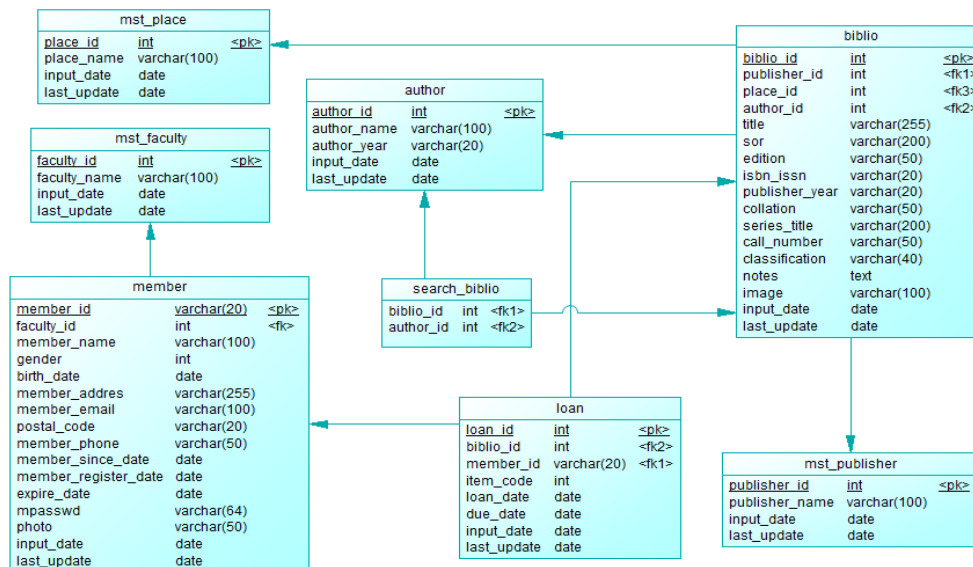 mst_place
place_id int <pk>
place_name varchar(100)
input_date date
last_update date
mst_faculty
faculty_id int <pk>
faculty_name varchar(100)
input_date date
last_update date
member
member_id varchar(20) <pk>
faculty_id int <fk>
member_name varchar(100)
gender int
birth_date date
member_addres varchar(255)
member_email varchar(100)
postal_code varchar(20)
member_phone varchar(50)
member_since_date date
member_register_date date
expire_date date
mpasswd varchar(64)
photo varchar(50)
input_date date
last_update date
author
author_id int <pk>
author_name varchar(100)
author_year varchar(20)
input_date date
last_update date
search_biblio
biblio_id int <fk1>
author_id int <fk2>
loan
loan_id int <pk>
biblio_id int <fk2>
member_id varchar(20) <fk1>
item_code int
loan_date date
due_date date
input_date date
last_update date
biblio
biblio_id int <pk>
publisher_id int <fk1>
place_id int <fk3>
author_id int <fk2>
title varchar(255)
sor varchar(200)
edition varchar(50)
isbn_issn varchar(20)
publisher_year varchar(20)
collation varchar(50)
series_title varchar(200)
call_number varchar(50)
classification varchar(40)
notes text
image varchar(100)
input_date date
last_update date
mst_publisher
publisher_id int <pk>
publisher_name varchar(100)
input_date date
last_update date